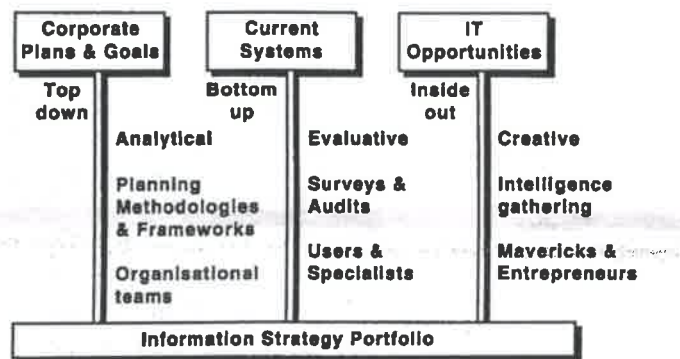 Corporate
Plans & Goals
Current
Systems
IT
Opportunities
Top
down
Bottom
up
Inside
out
Analytical
Evaluative
Creative
Planning
Methodologies
& Frameworks
Surveys &
Audits
Intelligence
gathering
Organisational
teams
Users &
Specialists
Mavericks &
Entrepreneurs
Information Strategy Portfolio